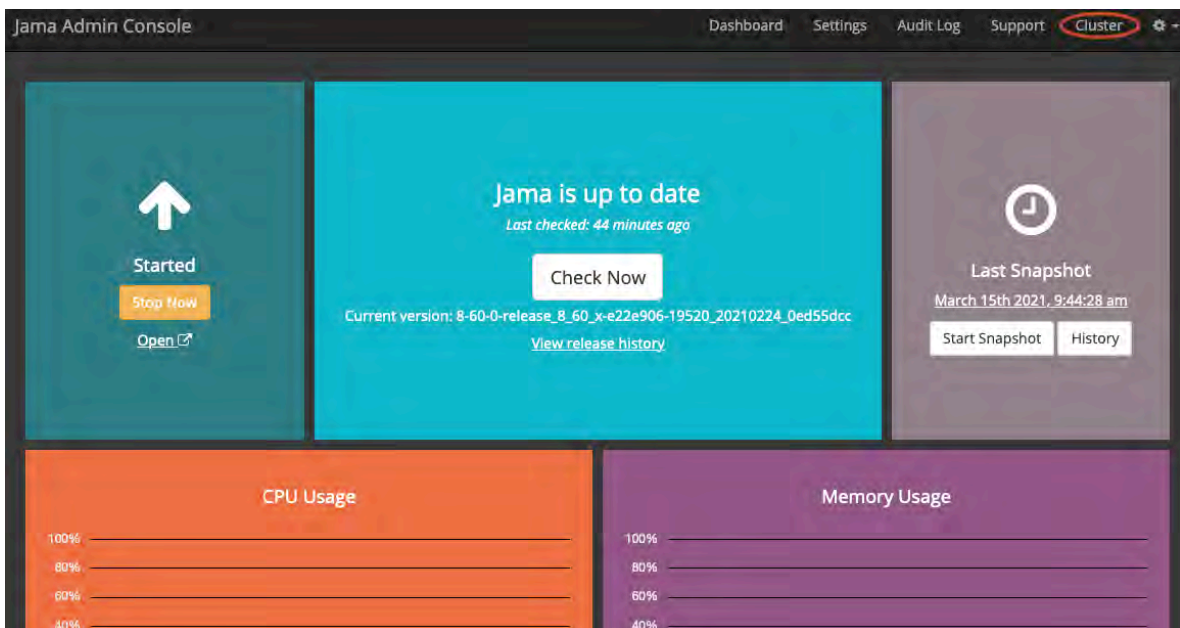 Jama Admin Console
Dashboard Settings Audit Log Support Cluster
Started
Stop Now
Open
Jama is up to date
Last checked: 44 minutes ago
Check Now
Current version: 8-60-0-release_8_60_x-e22e906-19520_20210224_0ed55dcc
View release history
Last Snapshot
March 15th 2021, 9:44:28 am
Start Snapshot History
CPU Usage
100%
80%
60%
40%
Memory Usage
100%
80%
60%
40%